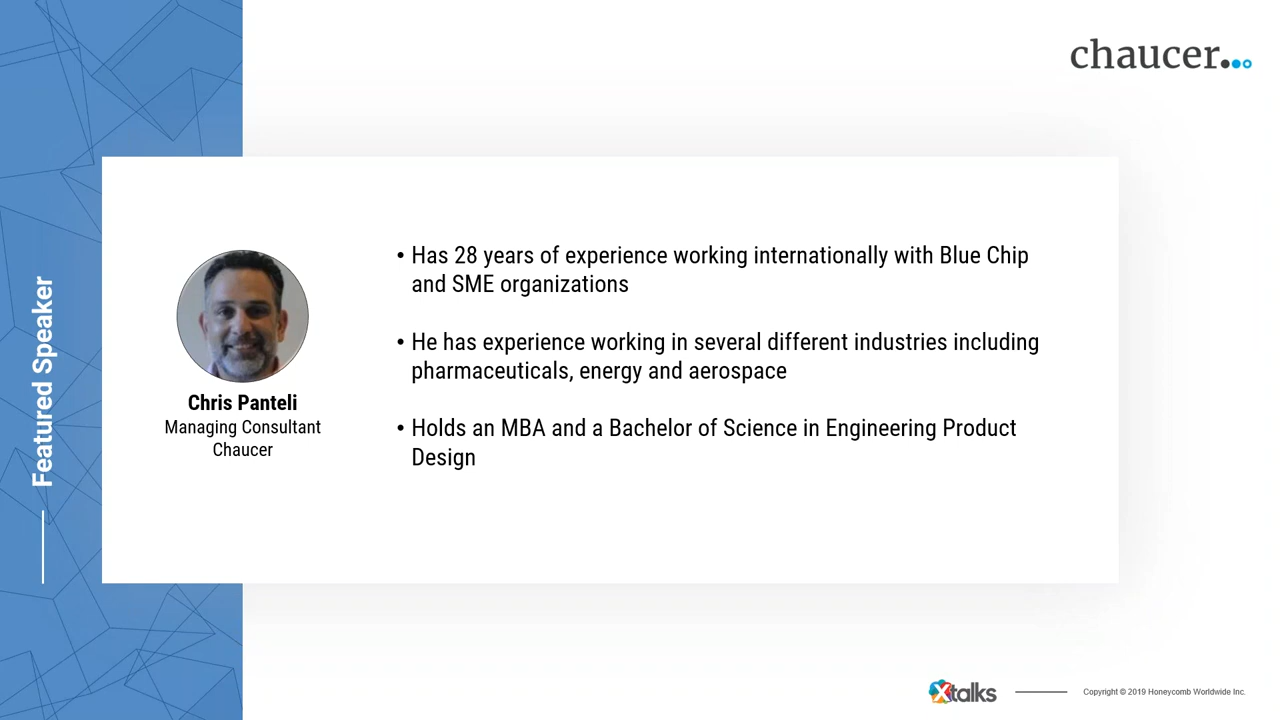 chaucer
Featured Speaker
• Has 28 years of experience working internationally with Blue Chip
and SME organizations
• He has experience working in several different industries including
pharmaceuticals, energy and aerospace
• Holds an MBA and a Bachelor of Science in Engineering Product
Design
Chris Panteli
Managing Consultant
Chaucer
Xtalks
Copyright © 2019 Honeycomb Worldwide Inc.